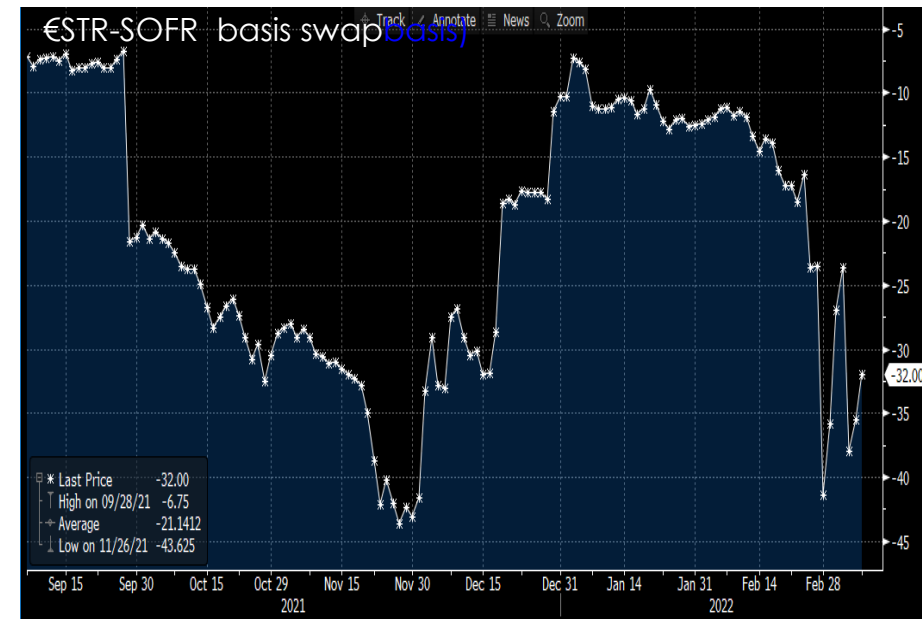 Track Annotate News Zoom
€STR-SOFR basis swapbasis)
-5
-10
-15
-20
-25
-30
-32.00
-35
-40
-45
Last Price -32.00
High on 09/28/21 -6.75
Average -21.1412
Low on 11/26/21 -43.625
Sep 15 Sep 30 Oct 15 Oct 29 Nov 15 Nov 30 Dec 15 Dec 31 Jan 14 Jan 31 Feb 14 Feb 28
2021 2022